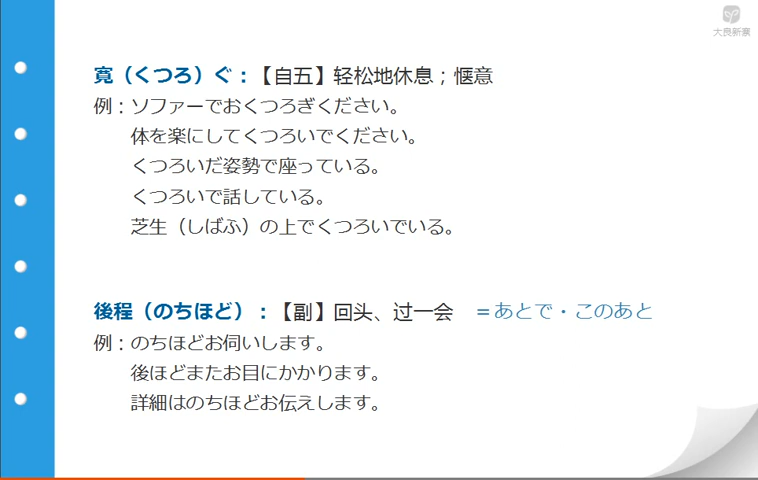 大良新寨
寛（くつろ）ぐ：【自五】轻松地休息；惬意
例：ソファーでおくつろぎください。
体を楽にしてくつろいでください。
くつろいだ姿勢で座っている。
くつろいで話している。
芝生（しばふ）の上でくつろいでいる。
後程（のちほど）：【副】回头、过一会 ＝あとで・このあと
例：のちほどお伺いします。
後ほどまたお目にかかります。
詳細はのちほどお伝えします。